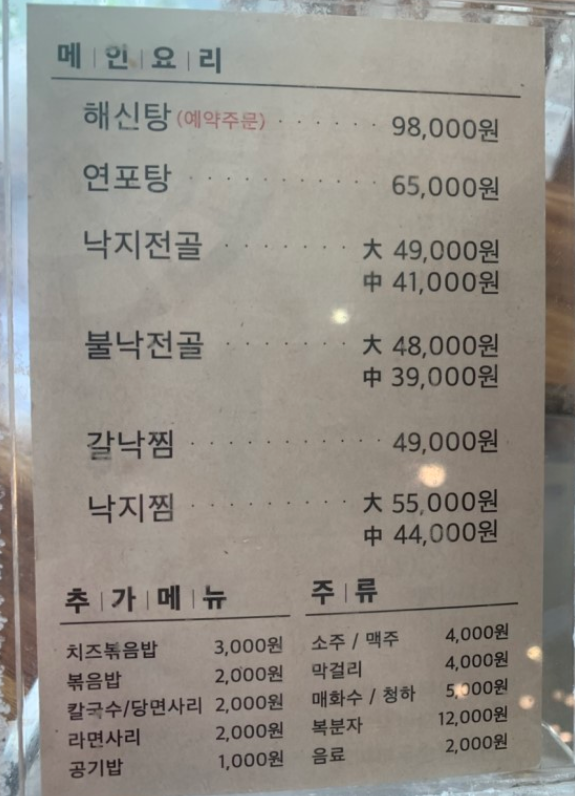 메 | 인 | 요 | 리
해신탕 (예약주문) · · · · · · 98,000원
연포탕 · · · · · · · · · · · · 65,000원
낙지전골 · · · · · · · · 大 49,000원
中 41,000원
불낙전골 · · · · · · · · 大 48,000원
中 39,000원
갈낙찜 · · · · · · · · · · · · 49,000원
낙지찜 · · · · · · · · · · 大 55,000원
中 44,000원
추 | 가 | 메 | 뉴
치즈볶음밥 3,000원
볶음밥 2,000원
칼국수/당면사리 2,000원
라면사리 2,000원
공기밥 1,000원
주 | 류
소주 / 맥주 4,000원
막걸리 4,000원
매화수 / 청하 5,000원
복분자 12,000원
음료 2,000원